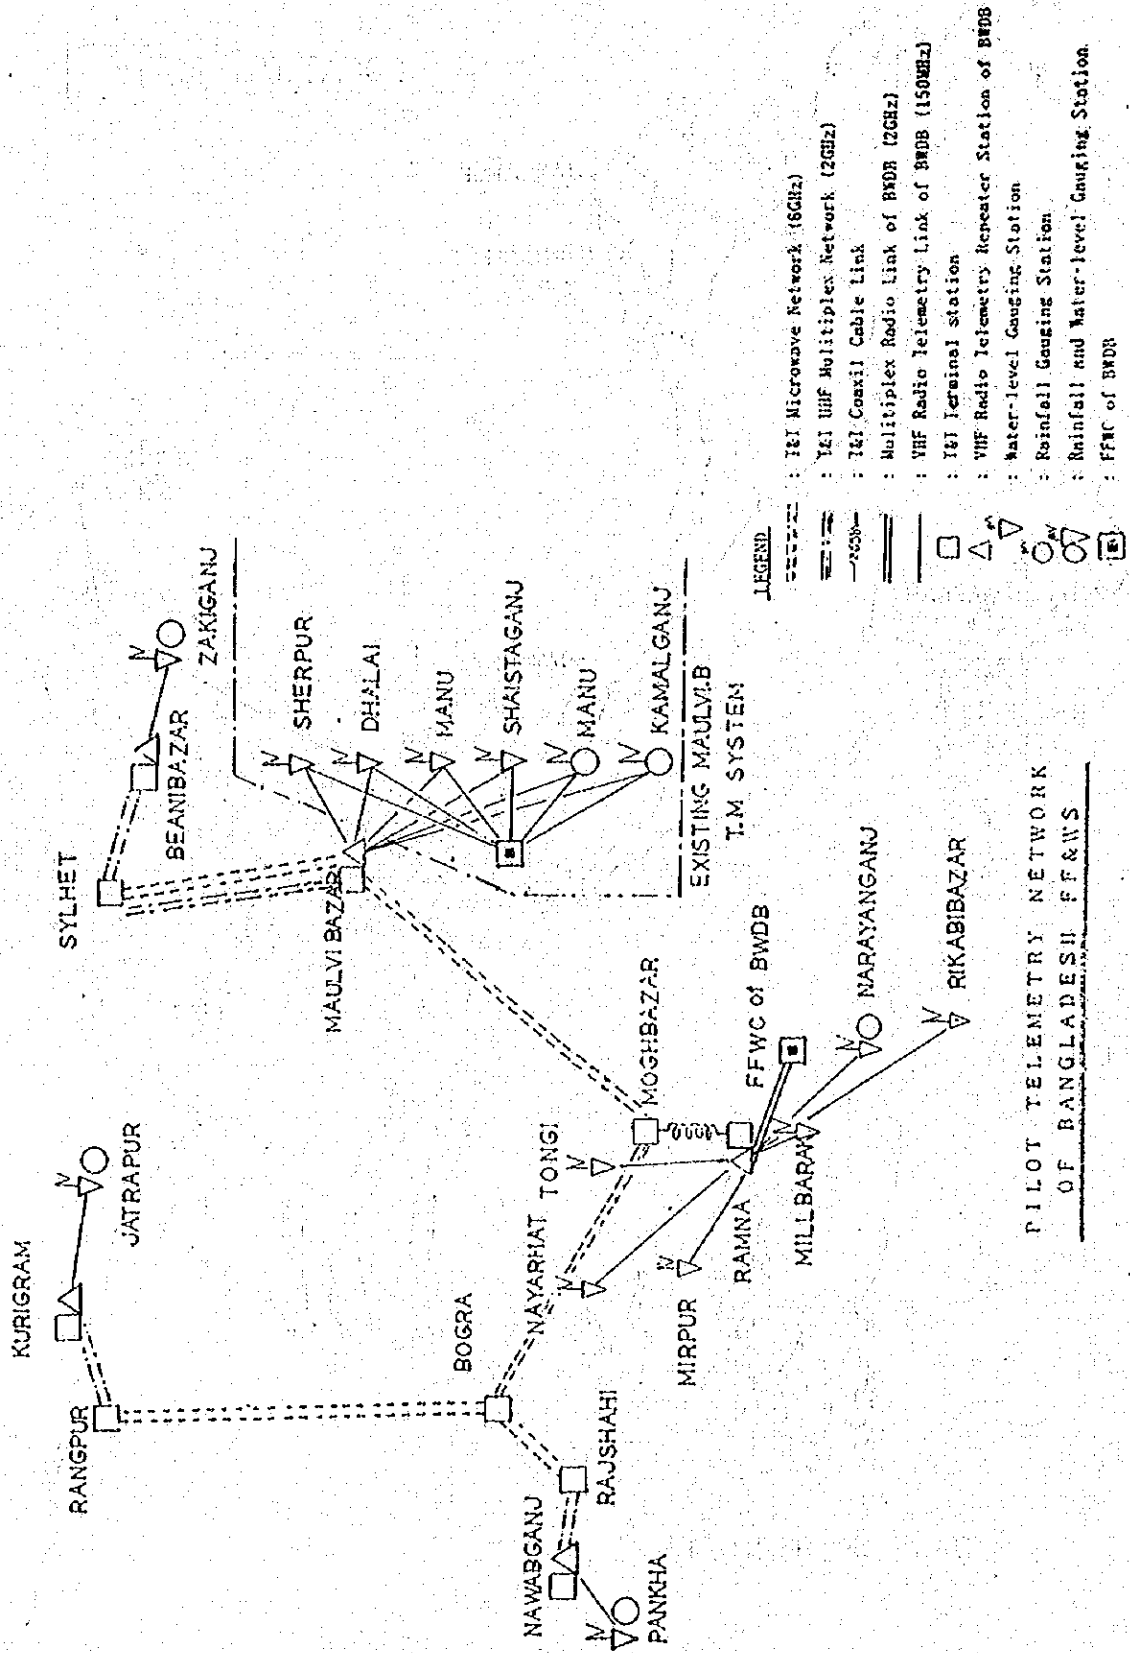 KURIGRAM
RANGPUR
JATRAPUR
SYLHET
BEANIBAZAR
ZAKIGANJ
MAULVIBAZAR
SHERPUR
DHALAI
MANU
SHAISTAGANJ
MANU
KAMALGANJ
EXISTING MAULVI.B
T.M SYSTEM
BOGRA
NAYARHAT
TONGI
MOGHBAZAR
NAWABGANJ
RAJSHAHI
PANKHA
MIRPUR
RAMNA
MILLBARAK
FFWC of BWDB
NARAYANGANJ
RIKABIBAZAR
LEGEND
: T&T Microwave Network (6GHz)
: T&T UHF Mulitiplex Network (2GHz)
: T&T Coaxil Cable Link
: Mulitiplex Radio Link of BWDB (2GHz)
: VHF Radio Telemetry Link of BWDB (150MHz)
: T&T Terminal station
: VHF Radio Telemetry Repeater Station of BWDB
: Water-level Gauging Station
: Rainfall Gauging Station
: Rainfall and Water-level Gauging Station
: FFWC of BWDB
PILOT TELEMETRY NETWORK
OF BANGLADESH FF&WS